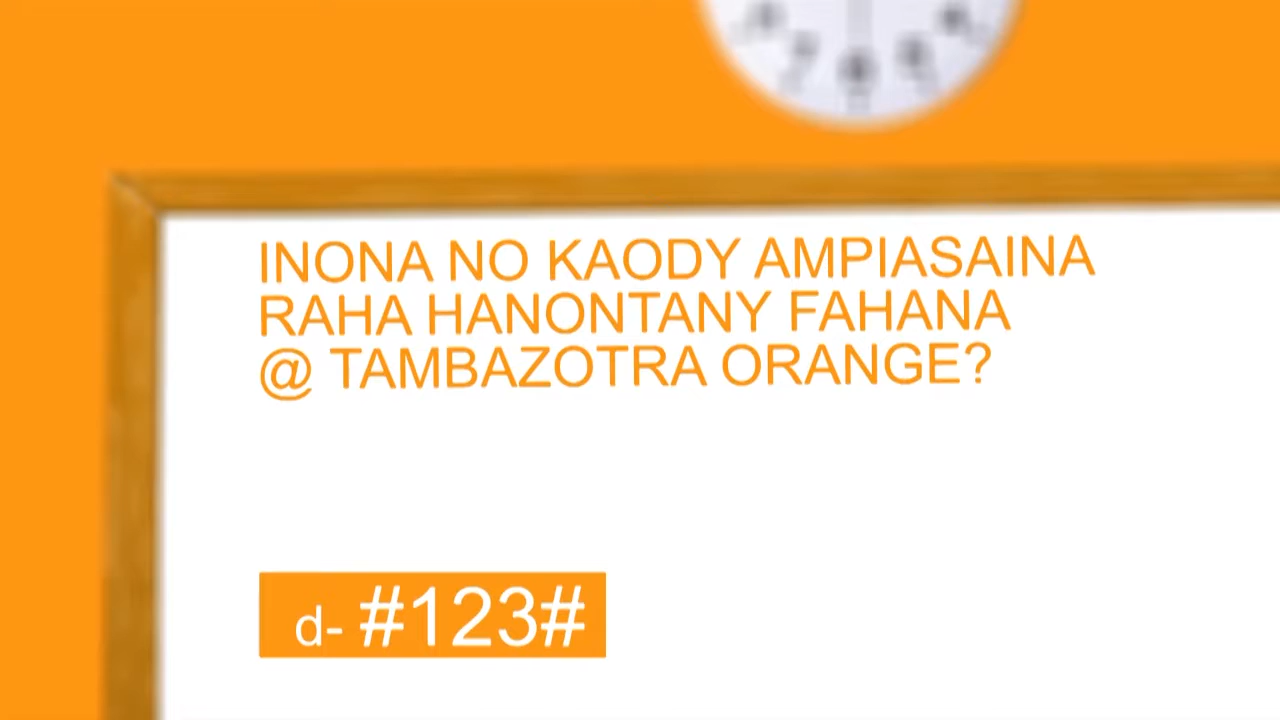 INONA NO KAODY AMPIASAINA
RAHA HANONTANY FAHANA
@ TAMBAZOTRA ORANGE?
d- #123#